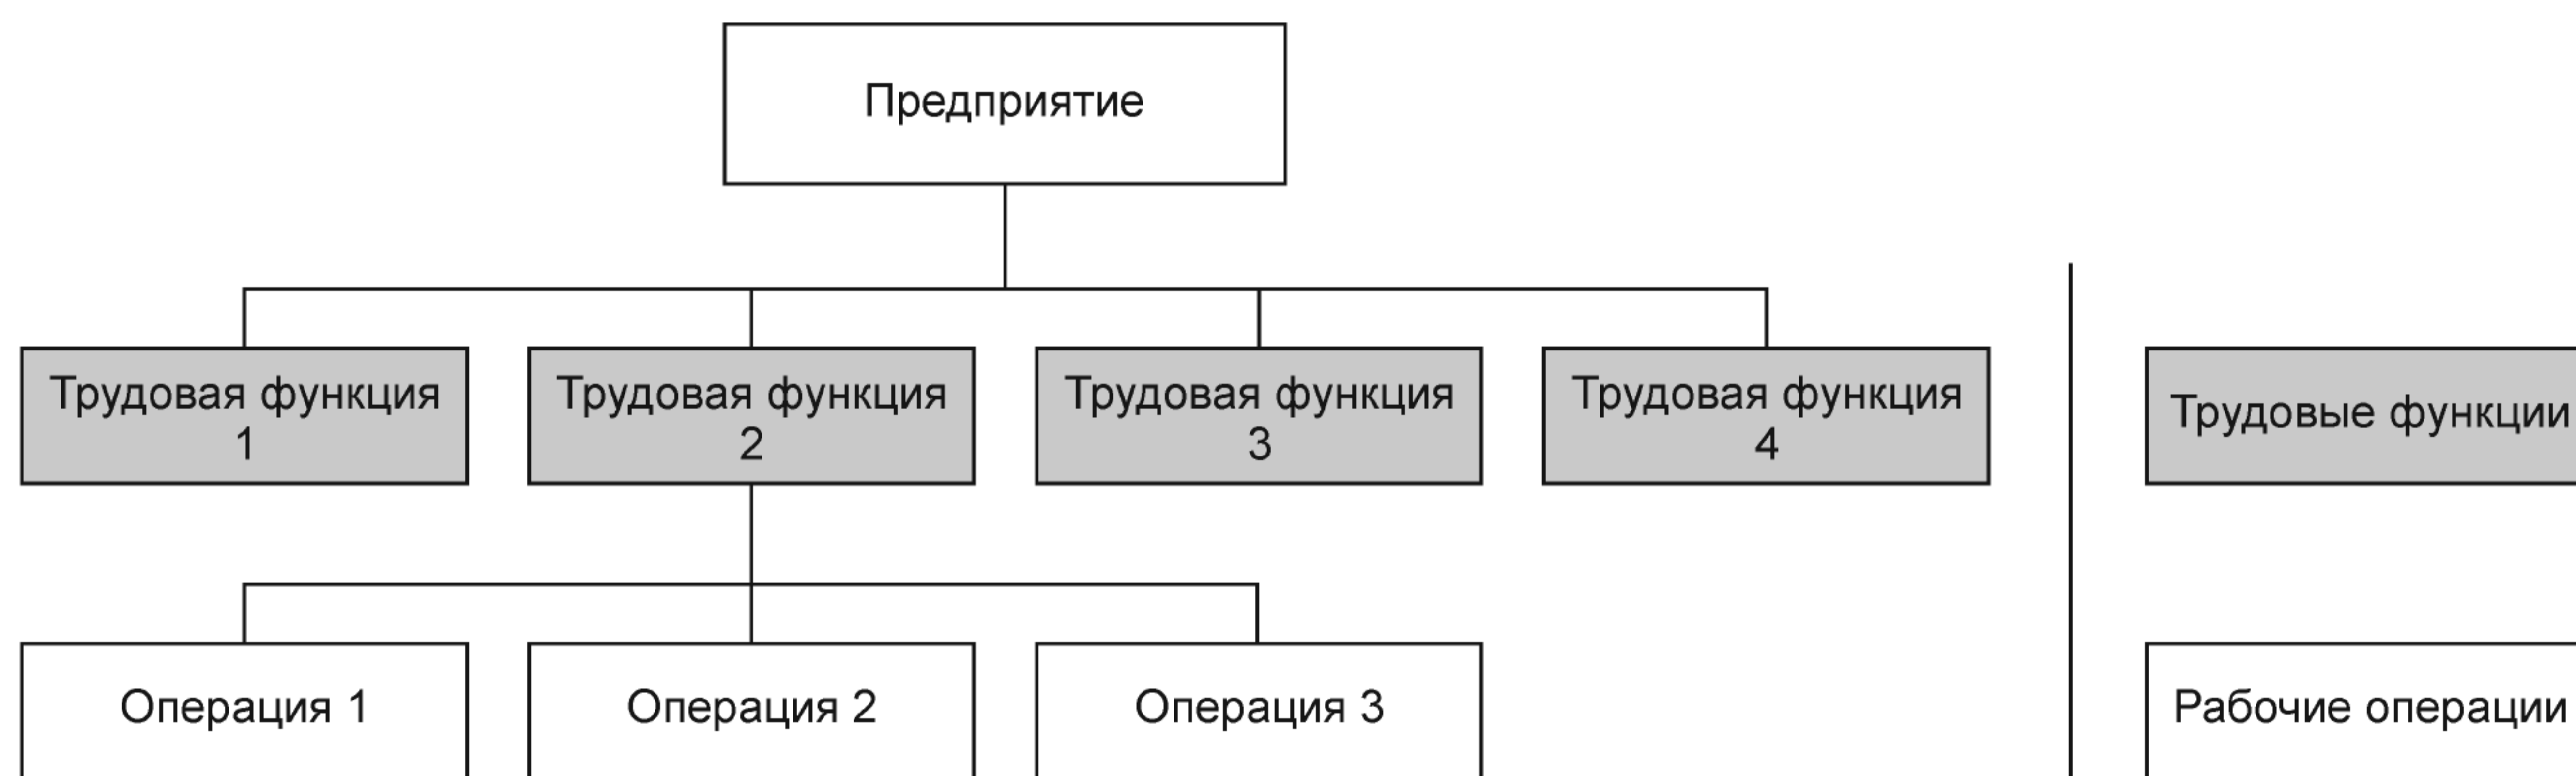 Предприятие
Трудовая функция
1
Трудовая функция
2
Трудовая функция
3
Трудовая функция
4
Трудовые функции
Операция 1
Операция 2
Операция 3
Рабочие операции